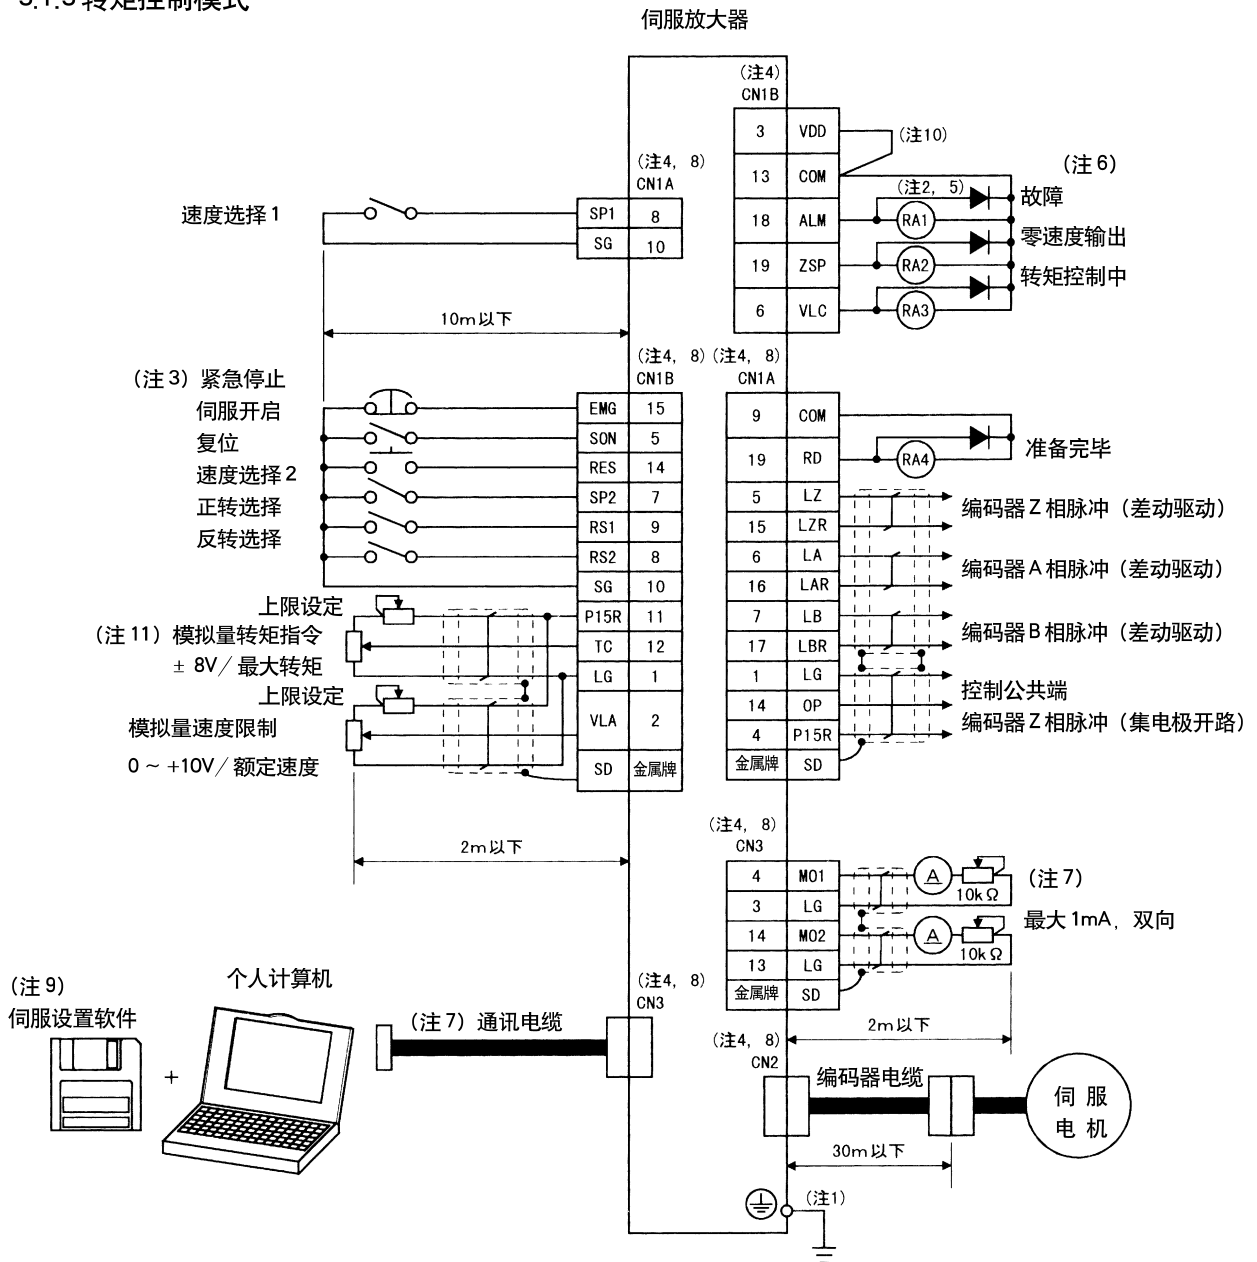 3.1.3 转矩控制模式
伺服放大器
(注4)
CN1B
3 VDD
(注10)
13 COM
(注6)
(注2, 5)
18 ALM RA1 故障
19 ZSP RA2 零速度输出
6 VLC RA3 转矩控制中
(注4, 8)
CN1A
速度选择1 SP1 8
SG 10
10m以下
(注4, 8)
CN1B
(注3) 紧急停止 EMG 15
伺服开启 SON 5
复位 RES 14
速度选择2 SP2 7
正转选择 RS1 9
反转选择 RS2 8
SG 10
上限设定 P15R 11
(注11) 模拟量转矩指令 TC 12
± 8V/最大转矩 LG 1
上限设定
模拟量速度限制 VLA 2
0~+10V/额定速度 SD 金属牌
2m以下
(注4, 8)
CN1A
9 COM
19 RD RA4 准备完毕
5 LZ
15 LZR
编码器Z相脉冲(差动驱动)
6 LA
16 LAR
编码器A相脉冲(差动驱动)
7 LB
17 LBR
编码器B相脉冲(差动驱动)
1 LG 控制公共端
14 OP 编码器Z相脉冲(集电极开路)
4 P15R
金属牌 SD
(注4, 8)
CN3
4 MO1 A 10kΩ (注7)
3 LG 最大1mA, 双向
14 MO2 A 10kΩ
13 LG
金属牌 SD
2m以下
(注9)
伺服设置软件
+
个人计算机
(注7) 通讯电缆
(注4, 8)
CN3
(注4, 8)
CN2
编码器电缆
伺服
电机
30m以下
(注1)